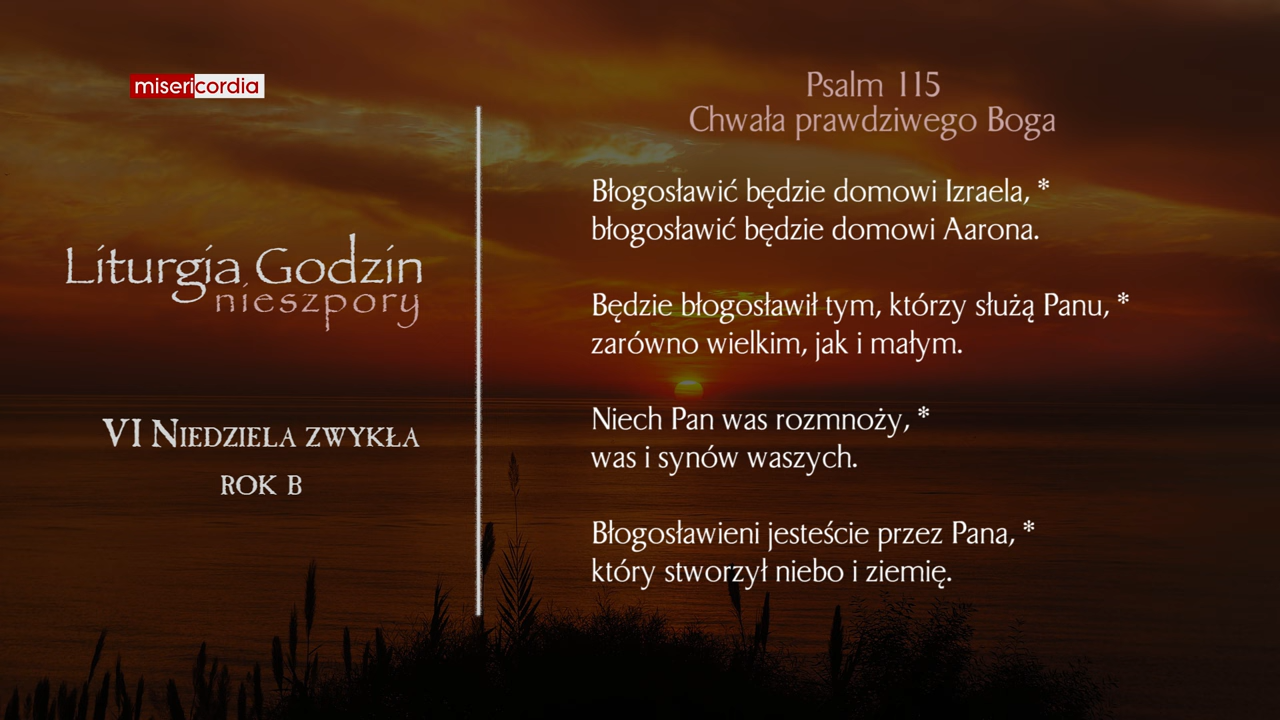 misericordia
Liturgia Godzin
nieszpory
VI Niedziela zwykła
rok B
Psalm 115
Chwała prawdziwego Boga
Błogosławić będzie domowi Izraela, *
błogosławić będzie domowi Aarona.
Będzie błogosławił tym, którzy służą Panu, *
zarówno wielkim, jak i małym.
Niech Pan was rozmnoży, *
was i synów waszych.
Błogosławieni jesteście przez Pana, *
który stworzył niebo i ziemię.